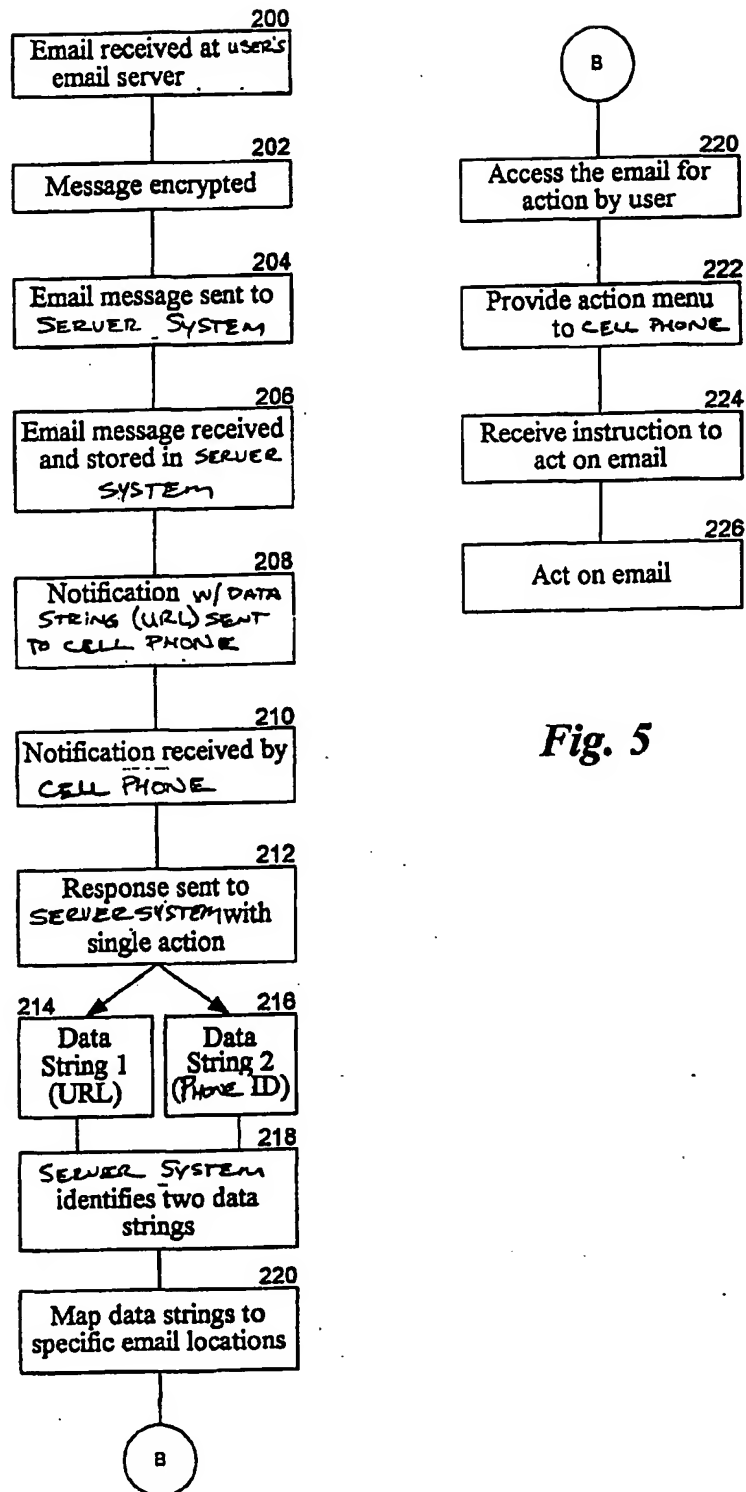 200
Email received at USER'S
email server
202
Message encrypted
204
Email message sent to
SERVER SYSTEM
206
Email message received
and stored in SERVER
SYSTEM
208
Notification W/ DATA
STRING (URL) SENT
TO CELL PHONE
210
Notification received by
CELL PHONE
212
Response sent to
SERVER SYSTEM with
single action
214
Data
String 1
(URL)
216
Data
String 2
(PHONE ID)
218
SERVER SYSTEM
identifies two data
strings
220
Map data strings to
specific email locations
B
B
220
Access the email for
action by user
222
Provide action menu
to CELL PHONE
224
Receive instruction to
act on email
226
Act on email
Fig. 5